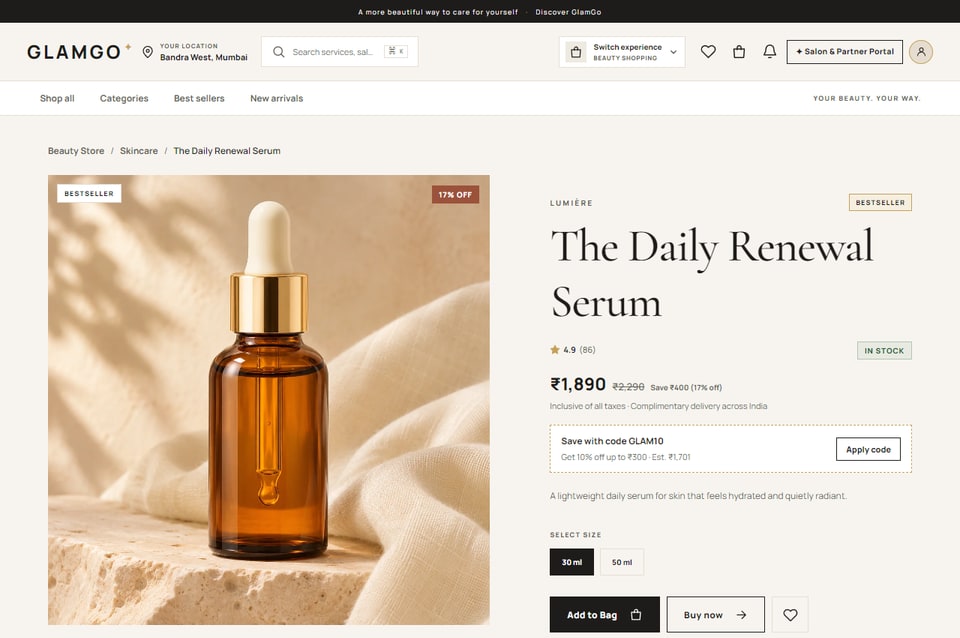 A more beautiful way to care for yourself · Discover GlamGo
GLAMGO
YOUR LOCATION
Bandra West, Mumbai
Search services, sal...
⌘ K
Switch experience
BEAUTY SHOPPING
✦ Salon & Partner Portal
Shop all
Categories
Best sellers
New arrivals
YOUR BEAUTY. YOUR WAY.
Beauty Store / Skincare / The Daily Renewal Serum
BESTSELLER
17% OFF
LUMIÈRE
BESTSELLER
The Daily Renewal
Serum
4.9 (86)
IN STOCK
₹1,890 ₹2,290 Save ₹400 (17% off)
Inclusive of all taxes · Complimentary delivery across India
Save with code GLAM10
Get 10% off up to ₹300 · Est. ₹1,701
Apply code
A lightweight daily serum for skin that feels hydrated and quietly radiant.
SELECT SIZE
30 ml
50 ml
Add to Bag
Buy now